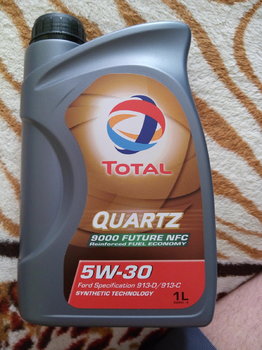 TOTAL
QUARTZ
9000 FUTURE NFC
Reinforced FUEL ECONOMY
5W-30
Ford Specification 913-D/913-C
SYNTHETIC TECHNOLOGY
1L